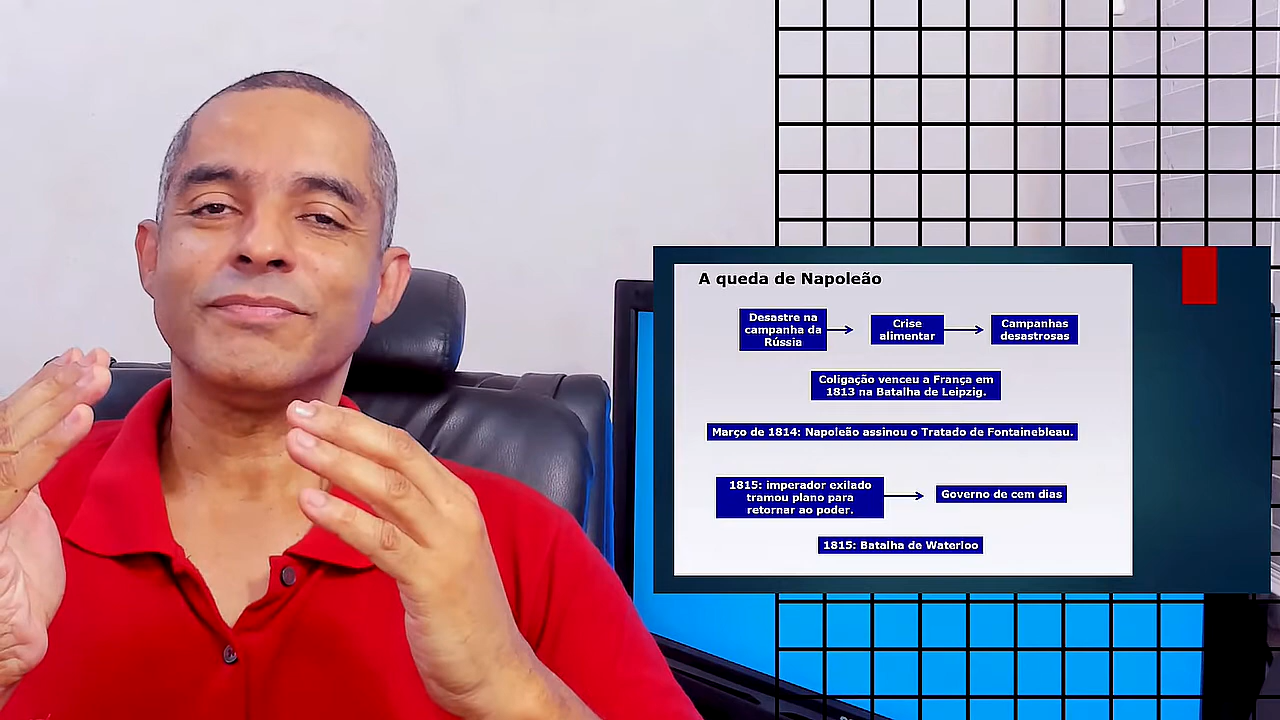 A queda de Napoleão
Desastre na
campanha da
Rússia
Crise
alimentar
Campanhas
desastrosas
Coligação venceu a França em
1813 na Batalha de Leipzig.
Março de 1814: Napoleão assinou o Tratado de Fontainebleau.
1815: imperador exilado
tramou plano para
retornar ao poder.
Governo de cem dias
1815: Batalha de Waterloo